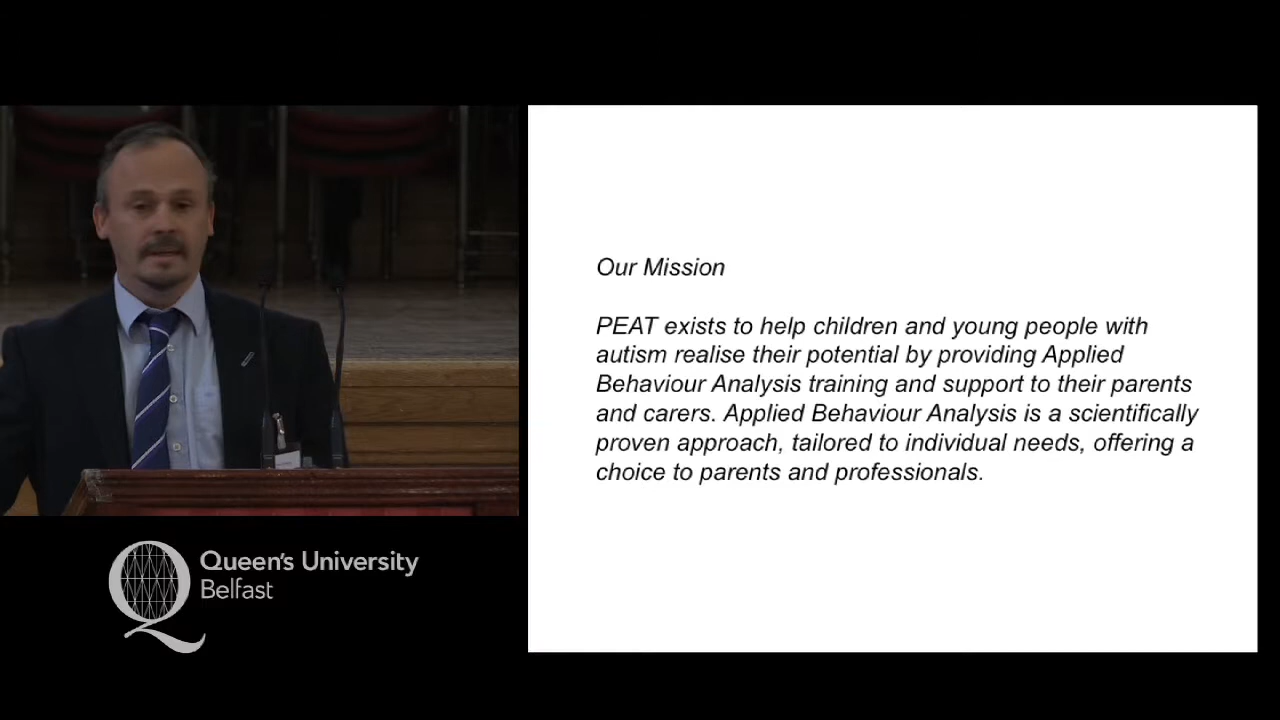 Our Mission
PEAT exists to help children and young people with
autism realise their potential by providing Applied
Behaviour Analysis training and support to their parents
and carers. Applied Behaviour Analysis is a scientifically
proven approach, tailored to individual needs, offering a
choice to parents and professionals.
Queen's University
Belfast